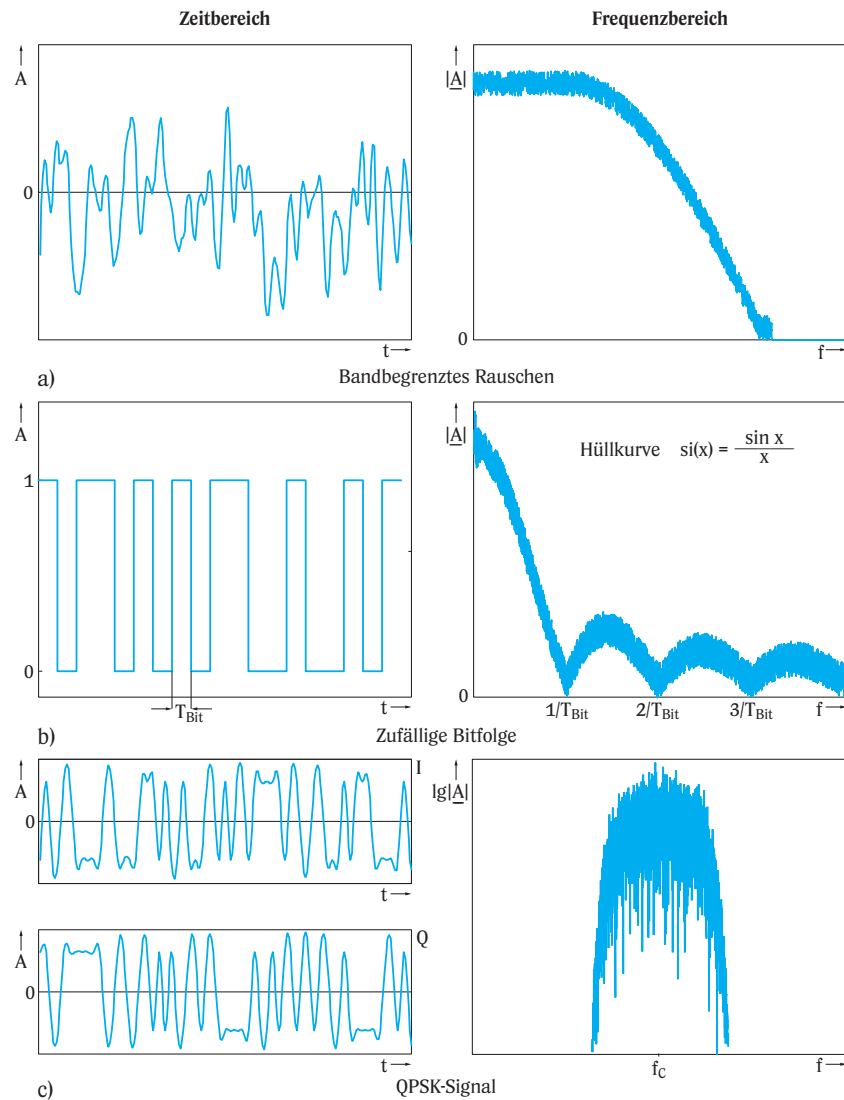 Zeitbereich
Frequenzbereich
A
0
t
|A|
0
f
a)
Bandbegrenztes Rauschen
A
1
0
T_Bit
t
|A|
Hüllkurve si(x) = sin x / x
0
1/T_Bit
2/T_Bit
3/T_Bit
f
b)
Zufällige Bitfolge
I
A
0
t
Q
A
0
t
lg|A|
f_C
f
c)
QPSK-Signal